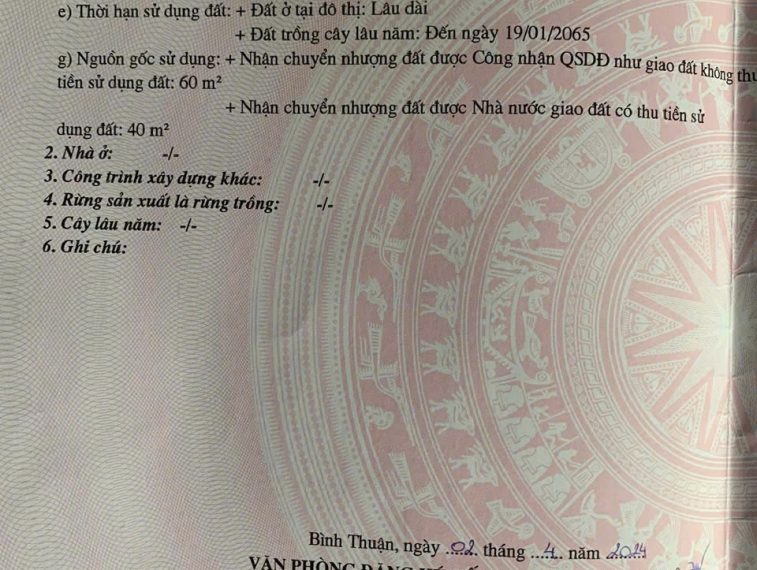 e) Thời hạn sử dụng đất: + Đất ở tại đô thị: Lâu dài
+ Đất trồng cây lâu năm: Đến ngày 19/01/2065
g) Nguồn gốc sử dụng: + Nhận chuyển nhượng đất được Công nhận QSDĐ như giao đất không thu
tiền sử dụng đất: 60 m²
+ Nhận chuyển nhượng đất được Nhà nước giao đất có thu tiền sử
dụng đất: 40 m²
2. Nhà ở: -/-
3. Công trình xây dựng khác: -/-
4. Rừng sản xuất là rừng trồng: -/-
5. Cây lâu năm: -/-
6. Ghi chú:
Bình Thuận, ngày ..02. tháng ...4.. năm 2024
VĂN PHÒNG ĐĂNG